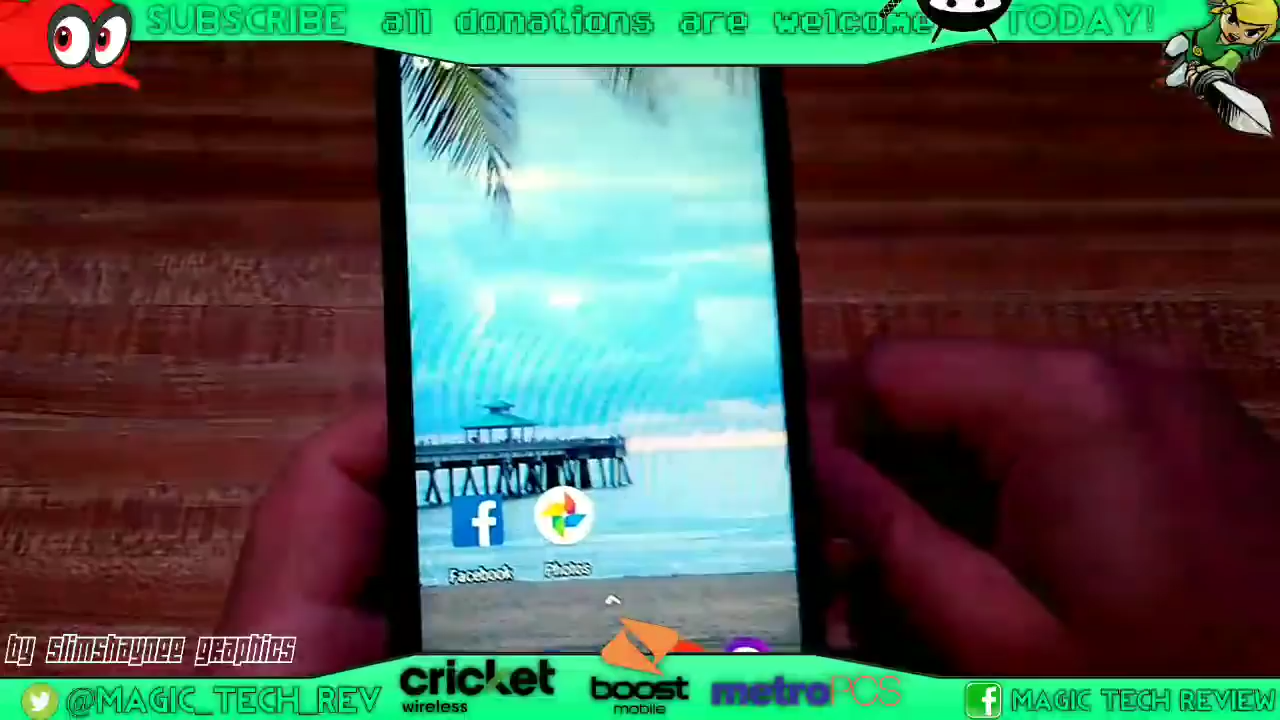 SUBSCRIBE all donations are welcome TODAY!
Facebook Photos
by slimshaynee geaphics
@MAGIC_TECH_REV cricket wireless boost mobile metroPCS MAGIC TECH REVIEW